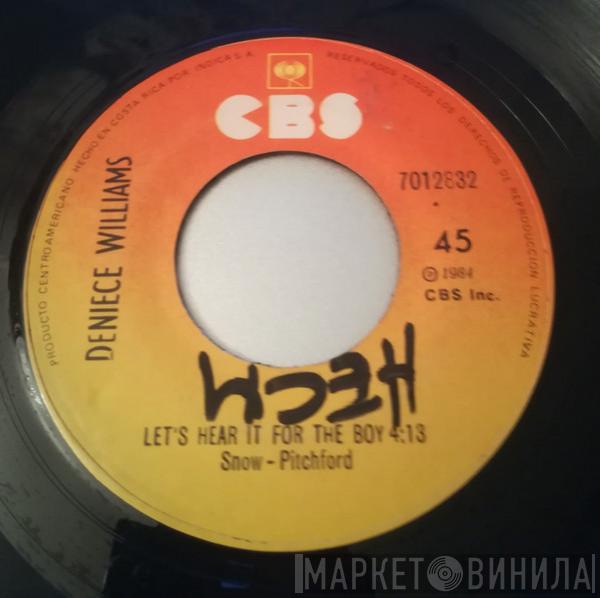 CBS
PRODUCTO CENTROAMERICANO HECHO EN COSTA RICA POR INDICA S.A.
RESERVADOS TODOS LOS DERECHOS DE REPRODUCCION LUCRATIVA
DENIECE WILLIAMS
7012832
45
℗ 1984
CBS Inc.
LET'S HEAR IT FOR THE BOY 4:13
Snow - Pitchford
МАРКЕТ ВИНИЛА